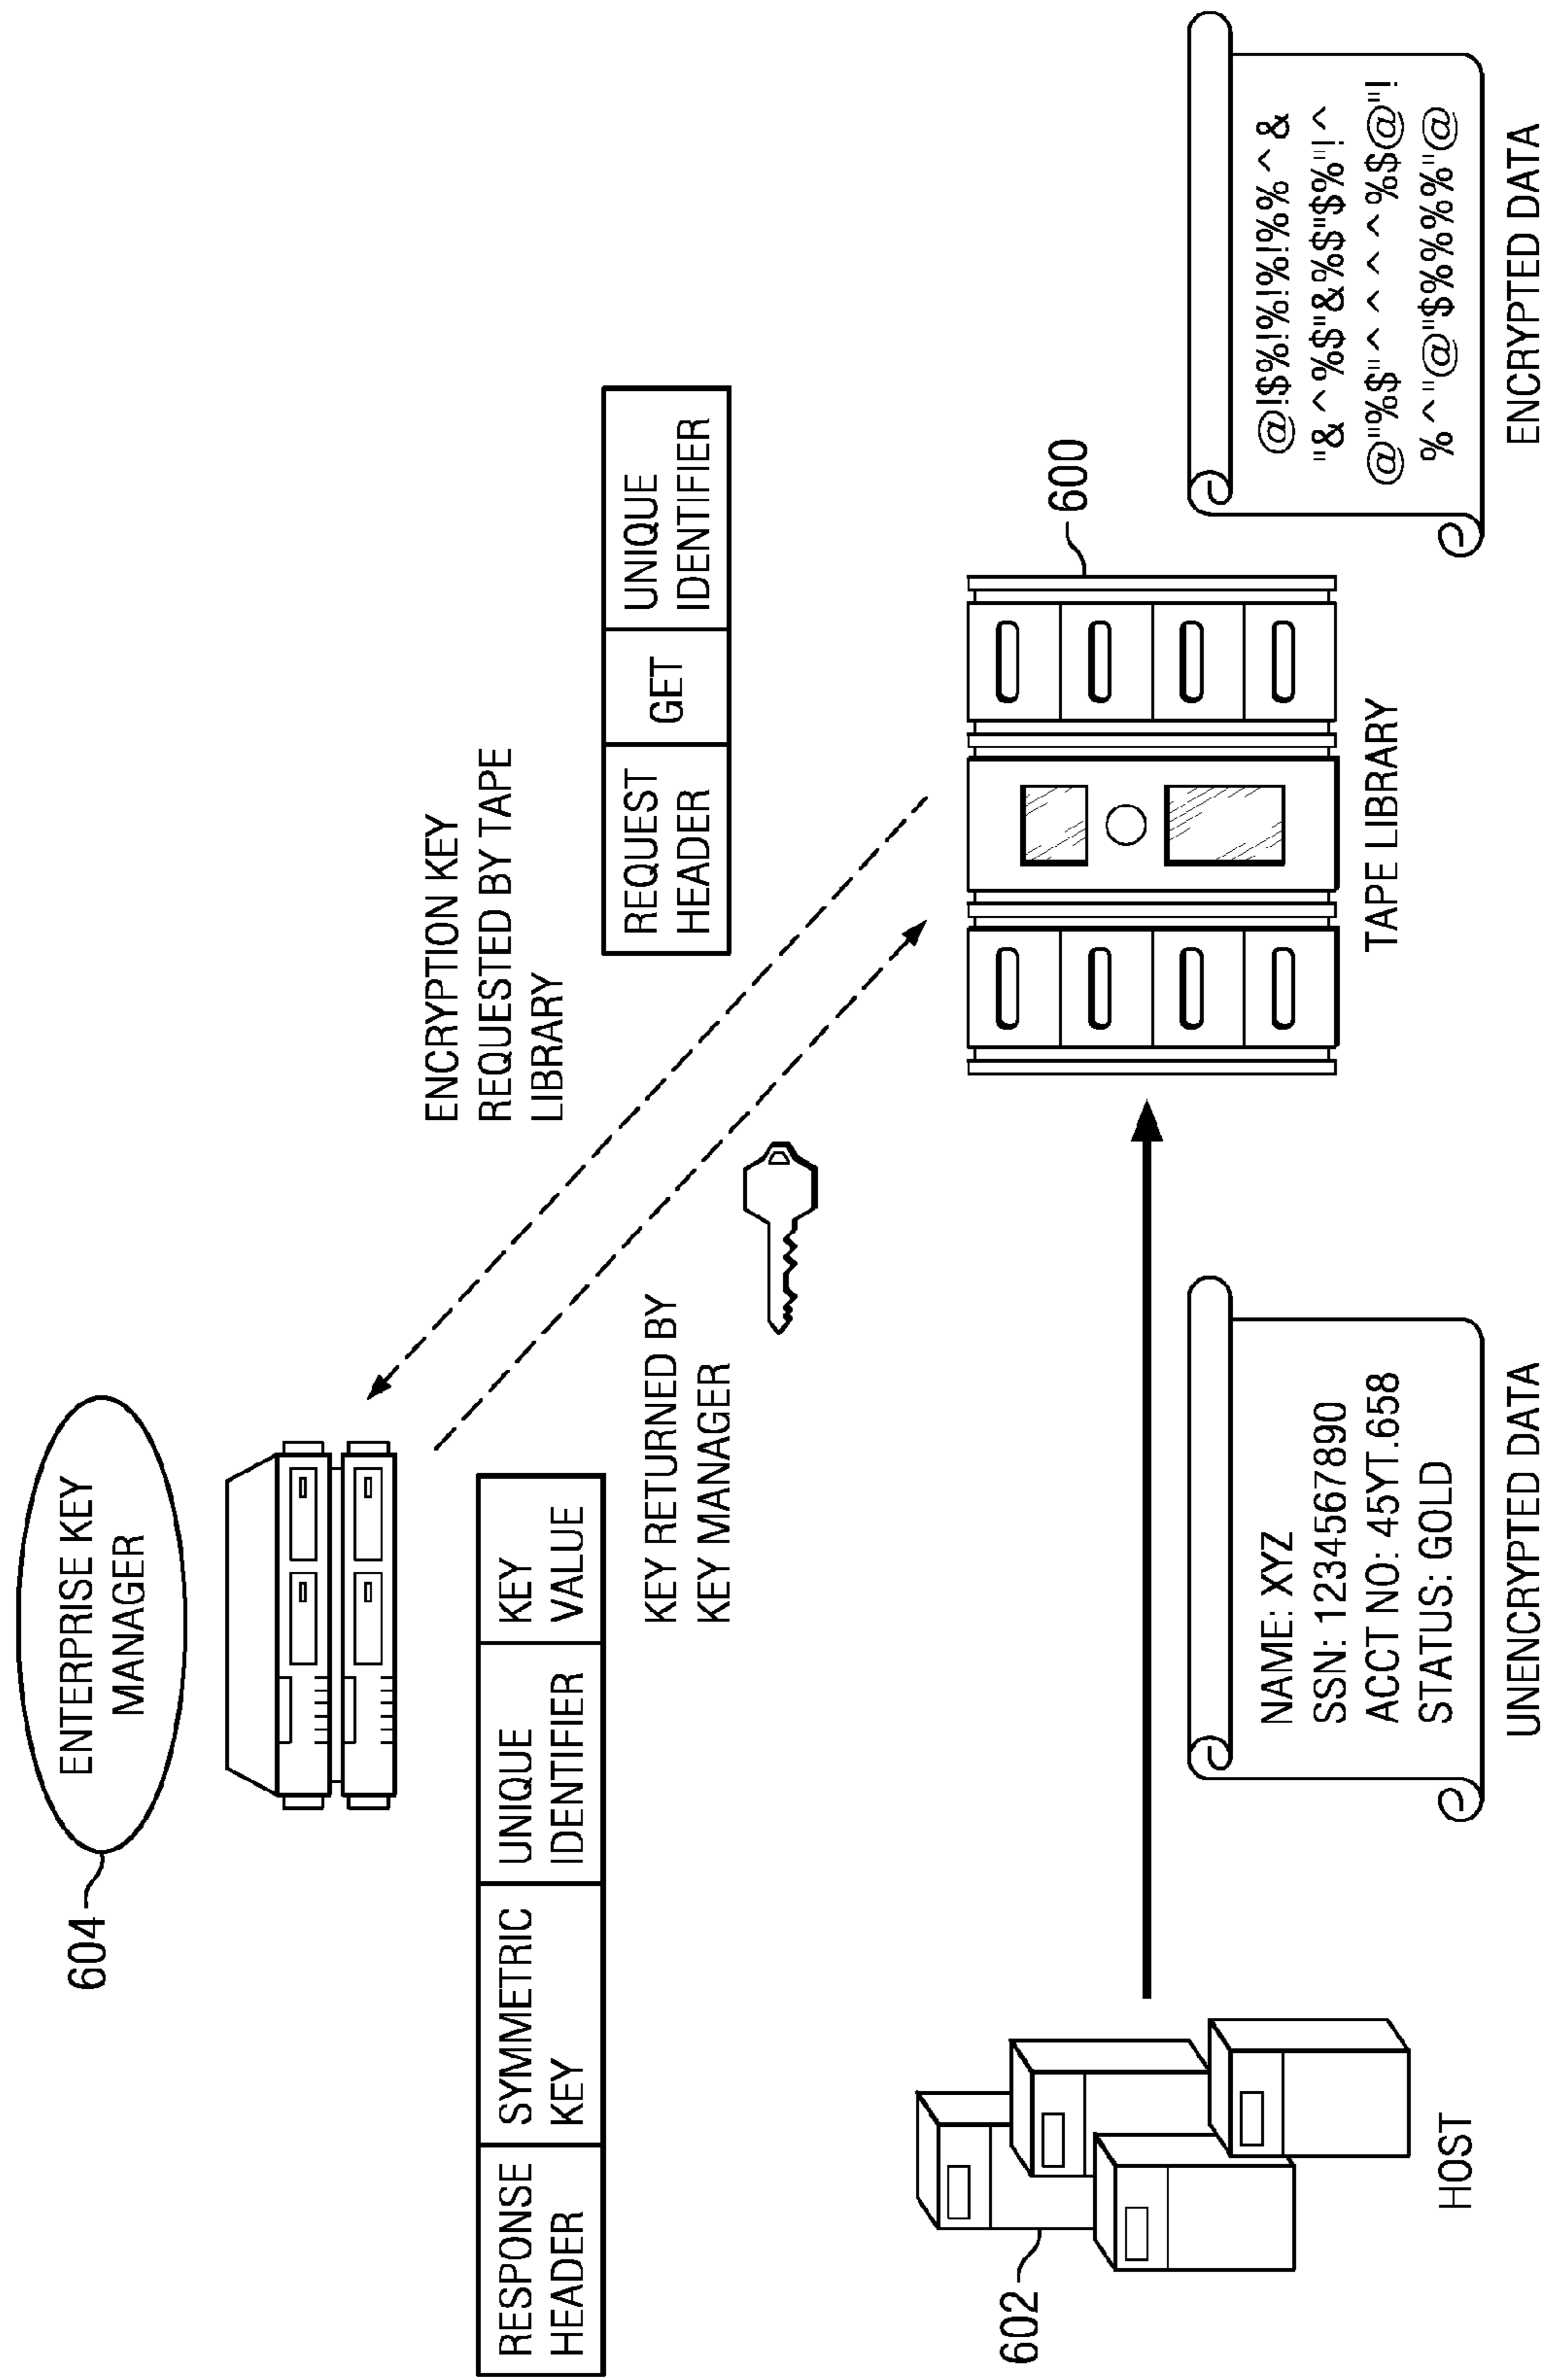 604
ENTERPRISE KEY
MANAGER
ENCRYPTION KEY
REQUESTED BY TAPE
LIBRARY
RESPONSE
HEADER
SYMMETRIC
KEY
UNIQUE
IDENTIFIER
KEY
VALUE
REQUEST
HEADER
GET
UNIQUE
IDENTIFIER
KEY RETURNED BY
KEY MANAGER
602
HOST
600
TAPE LIBRARY
NAME: XYZ
SSN: 1234567890
ACCT NO: 45YT.658
STATUS: GOLD
UNENCRYPTED DATA
@!$%!%!%!%%^&
"&^%$"&%$"$%"!^
@"%$"^^^^%$@"!
%^"@"$%%%%"@
ENCRYPTED DATA